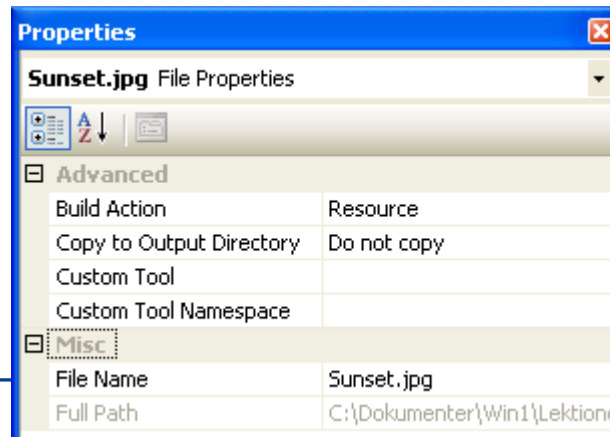 Properties
Sunset.jpg File Properties
Advanced
Build Action Resource
Copy to Output Directory Do not copy
Custom Tool
Custom Tool Namespace
Misc
File Name Sunset.jpg
Full Path C:\Dokumenter\Win1\Lektione